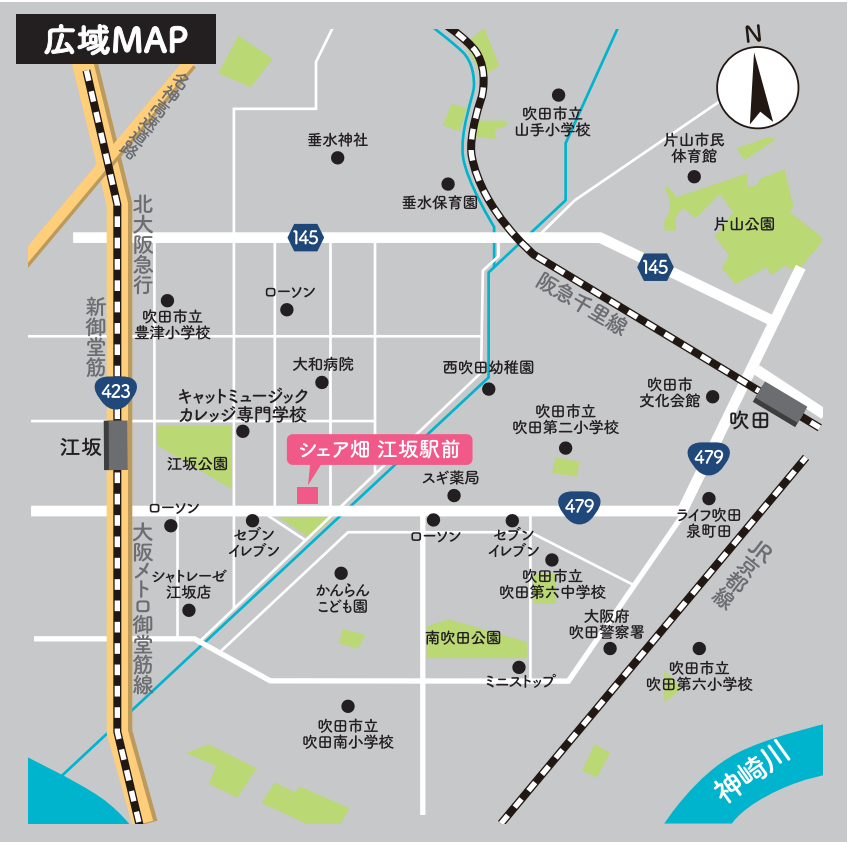 広域MAP
N
名神高速道路
吹田市立
山手小学校
垂水神社
片山市民
体育館
垂水保育園
北大阪急行
片山公園
145
145
阪急千里線
ローソン
新御堂筋
吹田市立
豊津小学校
大和病院
西吹田幼稚園
423
キャットミュージック
カレッジ専門学校
吹田市
文化会館
吹田市立
吹田第二小学校
吹田
江坂
シェア畑 江坂駅前
江坂公園
479
スギ薬局
479
ローソン
セブン
イレブン
ローソン
セブン
イレブン
ライフ吹田
泉町田
大阪メトロ御堂筋線
シャトレーゼ
江坂店
かんらん
こども園
吹田市立
吹田第六中学校
JR京都線
大阪府
吹田警察署
南吹田公園
ミニストップ
吹田市立
吹田第六小学校
吹田市立
吹田南小学校
神崎川